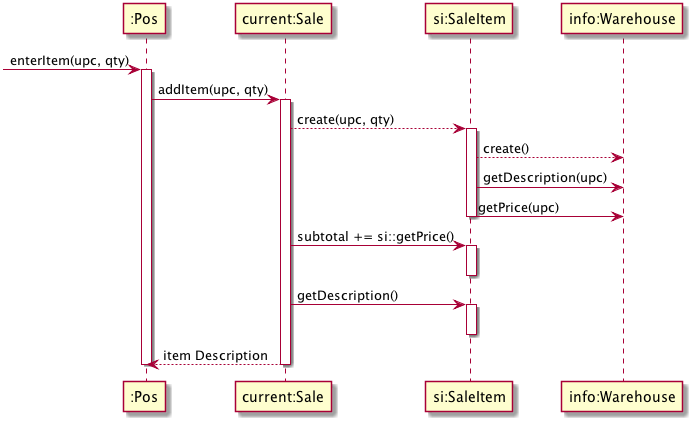 :Pos
current:Sale
si:SaleItem
info:Warehouse
enterItem(upc, qty)
addItem(upc, qty)
create(upc, qty)
create()
getDescription(upc)
getPrice(upc)
subtotal += si::getPrice()
getDescription()
item Description
:Pos
current:Sale
si:SaleItem
info:Warehouse